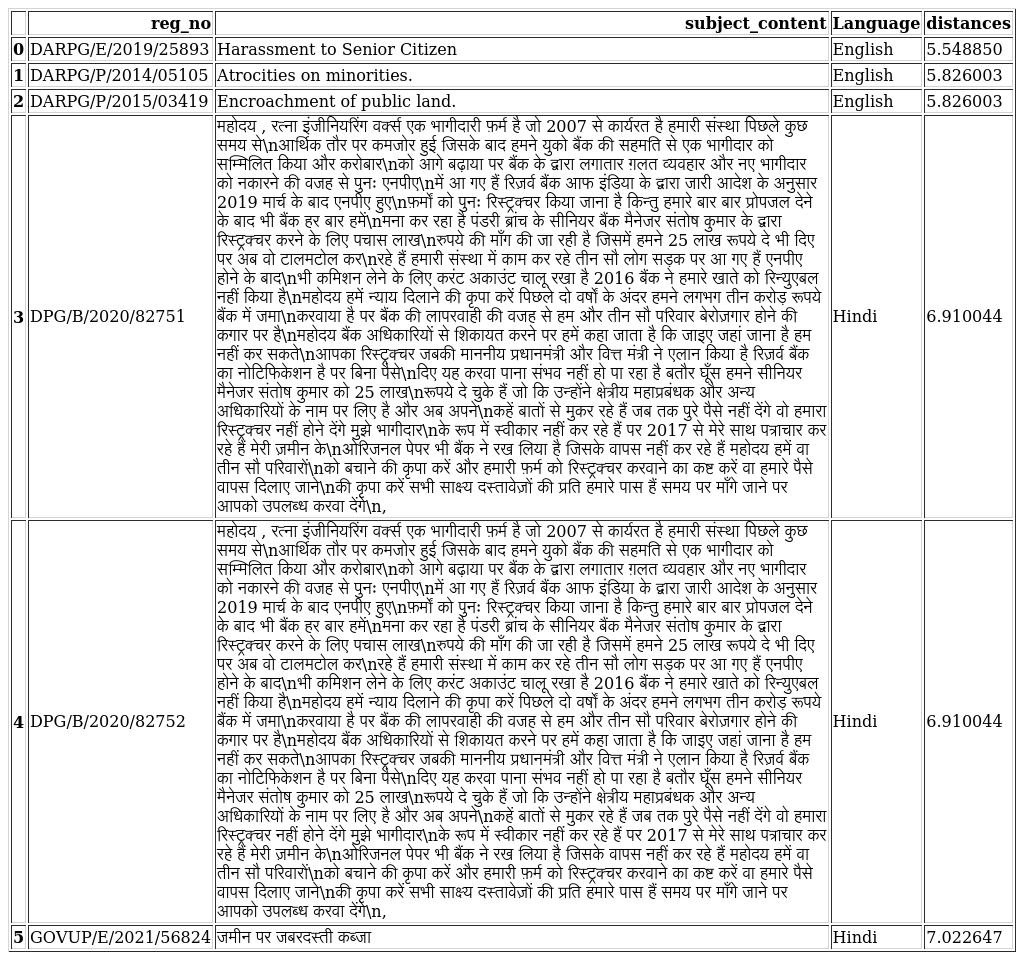 reg_no subject_content Language distances
0 DARPG/E/2019/25893 Harassment to Senior Citizen English 5.548850
1 DARPG/P/2014/05105 Atrocities on minorities. English 5.826003
2 DARPG/P/2015/03419 Encroachment of public land. English 5.826003
महोदय , रत्ना इंजीनियरिंग वर्क्स एक भागीदारी फ़र्म है जो 2007 से कार्यरत है हमारी संस्था पिछले कुछ
समय से\nआर्थिक तौर पर कमजोर हुई जिसके बाद हमने युको बैंक की सहमति से एक भागीदार को
सम्मिलित किया और करोबार\nको आगे बढ़ाया पर बैंक के द्वारा लगातार ग़लत व्यवहार और नए भागीदार
को नकारने की वजह से पुनः एनपीए\nमें आ गए हैं रिज़र्व बैंक आफ इंडिया के द्वारा जारी आदेश के अनुसार
2019 मार्च के बाद एनपीए हुए\nफ़र्मों को पुनः रिस्ट्रक्चर किया जाना है किन्तु हमारे बार बार प्रोपजल देने
के बाद भी बैंक हर बार हमें\nमना कर रहा है पंडरी ब्रांच के सीनियर बैंक मैनेजर संतोष कुमार के द्वारा
रिस्ट्रक्चर करने के लिए पचास लाख\nरुपये की माँग की जा रही है जिसमें हमने 25 लाख रूपये दे भी दिए
पर अब वो टालमटोल कर\nरहे हैं हमारी संस्था में काम कर रहे तीन सौ लोग सड़क पर आ गए हैं एनपीए
होने के बाद\nभी कमिशन लेने के लिए करंट अकाउंट चालू रखा है 2016 बैंक ने हमारे खाते को रिन्युएबल
नहीं किया है\nमहोदय हमें न्याय दिलाने की कृपा करें पिछले दो वर्षों के अंदर हमने लगभग तीन करोड़ रूपये
बैंक में जमा\nकरवाया है पर बैंक की लापरवाही की वजह से हम और तीन सौ परिवार बेरोज़गार होने की
कगार पर है\nमहोदय बैंक अधिकारियों से शिकायत करने पर हमें कहा जाता है कि जाइए जहां जाना है हम
नहीं कर सकते\nआपका रिस्ट्रक्चर जबकी माननीय प्रधानमंत्री और वित्त मंत्री ने एलान किया है रिज़र्व बैंक
का नोटिफिकेशन है पर बिना पैसे\nदिए यह करवा पाना संभव नहीं हो पा रहा है बतौर घूँस हमने सीनियर
मैनेजर संतोष कुमार को 25 लाख\nरूपये दे चुके हैं जो कि उन्होंने क्षेत्रीय महाप्रबंधक और अन्य
3 DPG/B/2020/82751 Hindi 6.910044
अधिकारियों के नाम पर लिए है और अब अपने\nकहें बातों से मुकर रहे हैं जब तक पुरे पैसे नहीं देंगे वो हमारा
रिस्ट्रक्चर नहीं होने देंगे मुझे भागीदार\nके रूप में स्वीकार नहीं कर रहे हैं पर 2017 से मेरे साथ पत्राचार कर
रहे हैं मेरी ज़मीन के\nओरिजनल पेपर भी बैंक ने रख लिया है जिसके वापस नहीं कर रहे हैं महोदय हमें वा
तीन सौ परिवारों\nको बचाने की कृपा करें और हमारी फ़र्म को रिस्ट्रक्चर करवाने का कष्ट करें वा हमारे पैसे
वापस दिलाए जाने\nकी कृपा करें सभी साक्ष्य दस्तावेज़ों की प्रति हमारे पास हैं समय पर माँगे जाने पर
आपको उपलब्ध करवा देंगे\n,
महोदय , रत्ना इंजीनियरिंग वर्क्स एक भागीदारी फ़र्म है जो 2007 से कार्यरत है हमारी संस्था पिछले कुछ
समय से\nआर्थिक तौर पर कमजोर हुई जिसके बाद हमने युको बैंक की सहमति से एक भागीदार को
सम्मिलित किया और करोबार\nको आगे बढ़ाया पर बैंक के द्वारा लगातार ग़लत व्यवहार और नए भागीदार
को नकारने की वजह से पुनः एनपीए\nमें आ गए हैं रिज़र्व बैंक आफ इंडिया के द्वारा जारी आदेश के अनुसार
2019 मार्च के बाद एनपीए हुए\nफ़र्मों को पुनः रिस्ट्रक्चर किया जाना है किन्तु हमारे बार बार प्रोपजल देने
के बाद भी बैंक हर बार हमें\nमना कर रहा है पंडरी ब्रांच के सीनियर बैंक मैनेजर संतोष कुमार के द्वारा
रिस्ट्रक्चर करने के लिए पचास लाख\nरुपये की माँग की जा रही है जिसमें हमने 25 लाख रूपये दे भी दिए
पर अब वो टालमटोल कर\nरहे हैं हमारी संस्था में काम कर रहे तीन सौ लोग सड़क पर आ गए हैं एनपीए
होने के बाद\nभी कमिशन लेने के लिए करंट अकाउंट चालू रखा है 2016 बैंक ने हमारे खाते को रिन्युएबल
नहीं किया है\nमहोदय हमें न्याय दिलाने की कृपा करें पिछले दो वर्षों के अंदर हमने लगभग तीन करोड़ रूपये
बैंक में जमा\nकरवाया है पर बैंक की लापरवाही की वजह से हम और तीन सौ परिवार बेरोज़गार होने की
कगार पर है\nमहोदय बैंक अधिकारियों से शिकायत करने पर हमें कहा जाता है कि जाइए जहां जाना है हम
नहीं कर सकते\nआपका रिस्ट्रक्चर जबकी माननीय प्रधानमंत्री और वित्त मंत्री ने एलान किया है रिज़र्व बैंक
का नोटिफिकेशन है पर बिना पैसे\nदिए यह करवा पाना संभव नहीं हो पा रहा है बतौर घूँस हमने सीनियर
मैनेजर संतोष कुमार को 25 लाख\nरूपये दे चुके हैं जो कि उन्होंने क्षेत्रीय महाप्रबंधक और अन्य
4 DPG/B/2020/82752 Hindi 6.910044
अधिकारियों के नाम पर लिए है और अब अपने\nकहें बातों से मुकर रहे हैं जब तक पुरे पैसे नहीं देंगे वो हमारा
रिस्ट्रक्चर नहीं होने देंगे मुझे भागीदार\nके रूप में स्वीकार नहीं कर रहे हैं पर 2017 से मेरे साथ पत्राचार कर
रहे हैं मेरी ज़मीन के\nओरिजनल पेपर भी बैंक ने रख लिया है जिसके वापस नहीं कर रहे हैं महोदय हमें वा
तीन सौ परिवारों\nको बचाने की कृपा करें और हमारी फ़र्म को रिस्ट्रक्चर करवाने का कष्ट करें वा हमारे पैसे
वापस दिलाए जाने\nकी कृपा करें सभी साक्ष्य दस्तावेज़ों की प्रति हमारे पास हैं समय पर माँगे जाने पर
आपको उपलब्ध करवा देंगे\n,
5 GOVUP/E/2021/56824 जमीन पर जबरदस्ती कब्जा Hindi 7.022647